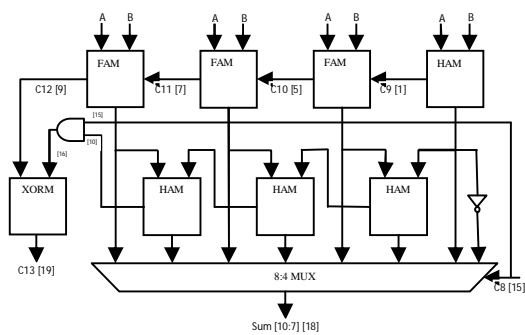 A B A B A B A B
FAM FAM FAM HAM
C12 [9] C11 [7] C10 [5] C9 [1]
[15]
[10]
[16]
XORM HAM HAM HAM
C13 [19]
8:4 MUX
C8 [15]
Sum [10:7] [18]